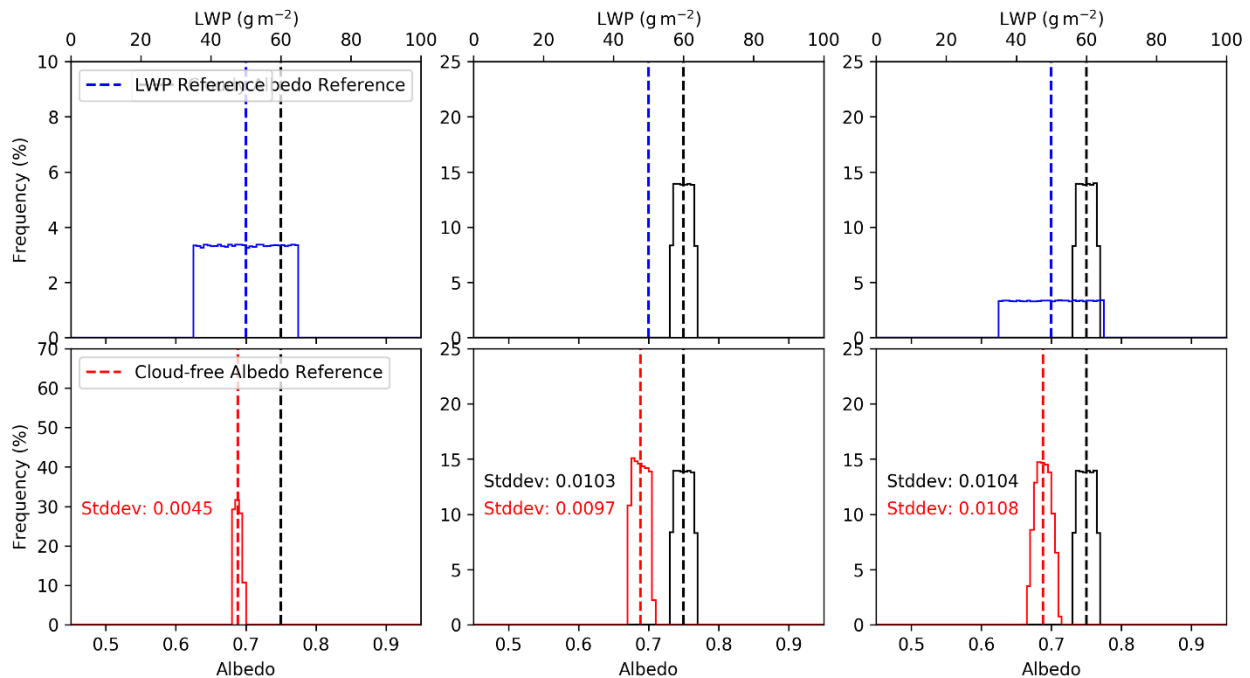 LWP (g m⁻²) LWP (g m⁻²) LWP (g m⁻²)
0 20 40 60 80 100 0 20 40 60 80 100 0 20 40 60 80 100
10 25 25
LWP Reference
bedo Reference
8 20 20
6 15 15
Frequency (%)
4 10 10
2 5 5
0 0 0
70 25 25
Cloud-free Albedo Reference
60 20 20
50
40 15 15
Frequency (%)
Stddev: 0.0103 Stddev: 0.0104
Stddev: 0.0045 Stddev: 0.0097 Stddev: 0.0108
30 10 10
20
10 5 5
0 0 0
0.5 0.6 0.7 0.8 0.9 0.5 0.6 0.7 0.8 0.9 0.5 0.6 0.7 0.8 0.9
Albedo Albedo Albedo